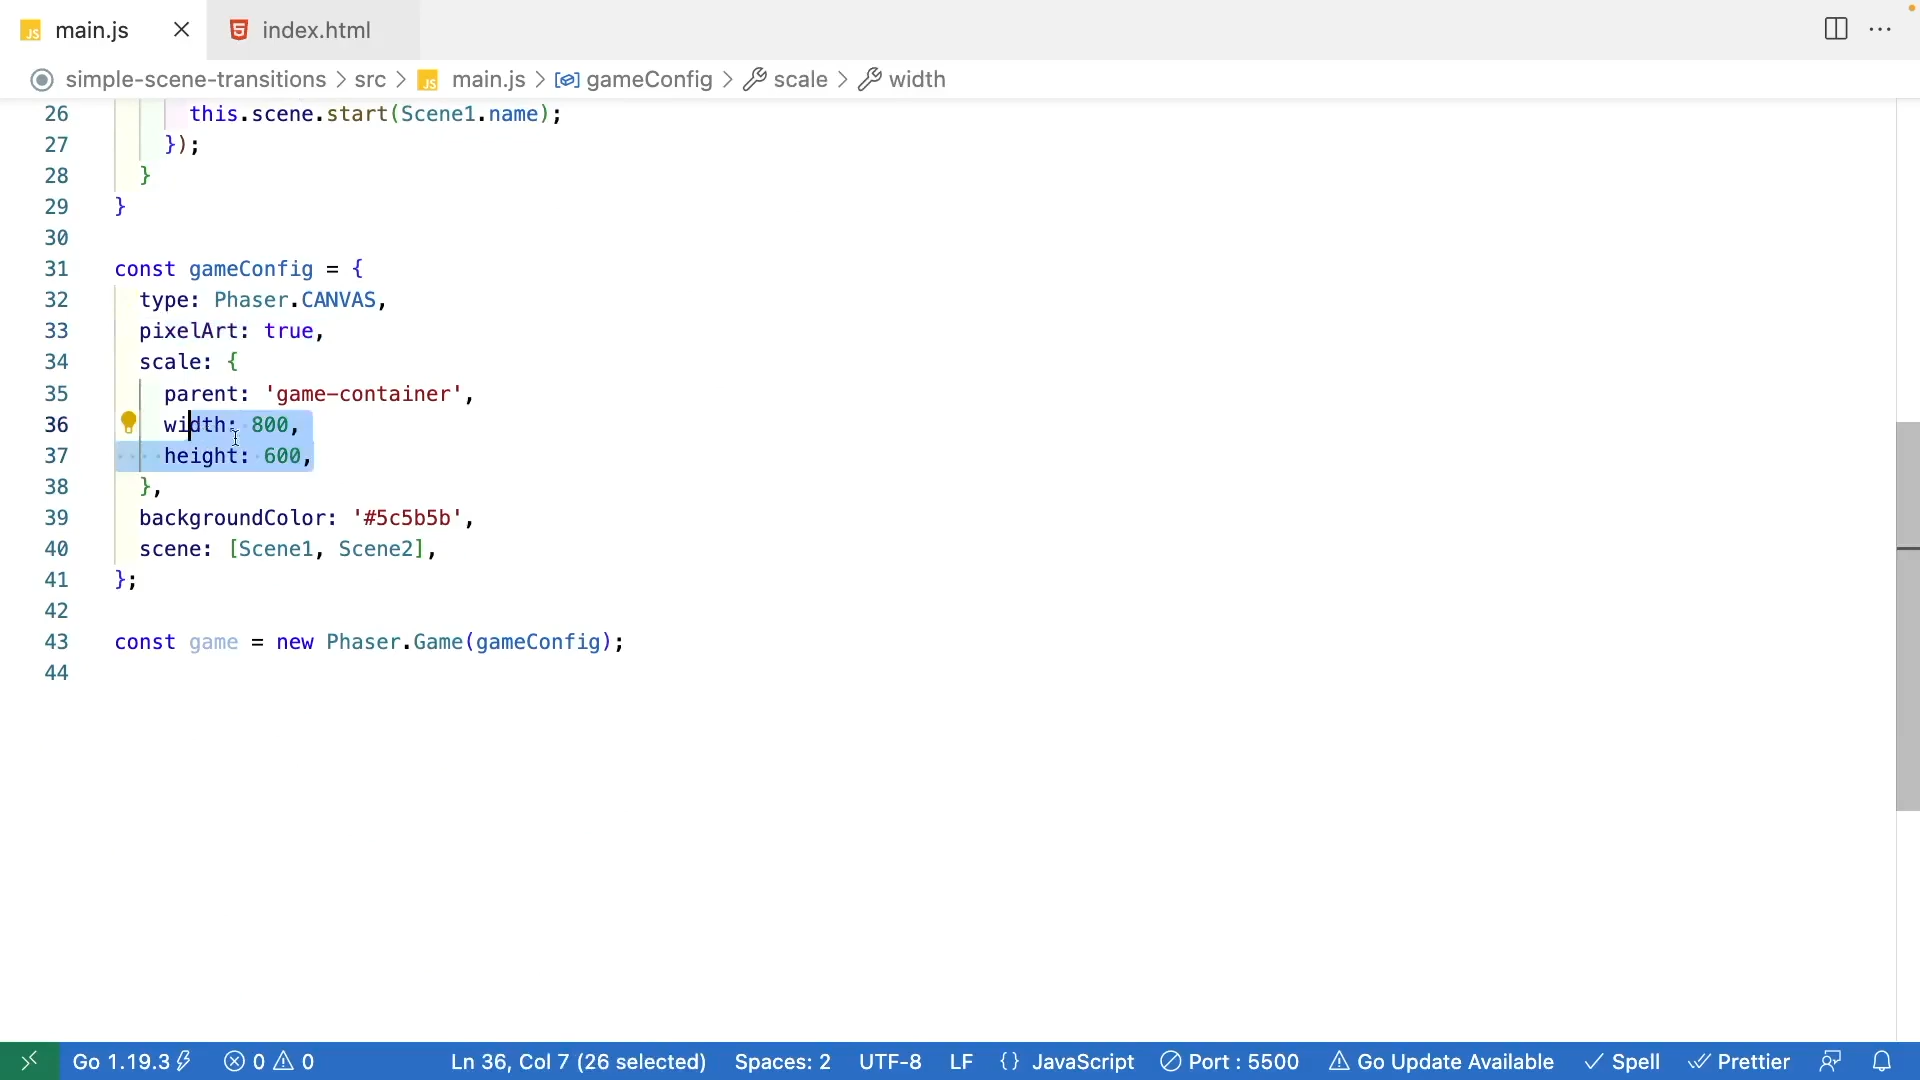 main.js index.html
simple-scene-transitions > src > main.js > gameConfig > scale > width
26 this.scene.start(Scene1.name);
27 });
28 }
29 }
30
31 const gameConfig = {
32 type: Phaser.CANVAS,
33 pixelArt: true,
34 scale: {
35 parent: 'game-container',
36 width: 800,
37 height: 600,
38 },
39 backgroundColor: '#5c5b5b',
40 scene: [Scene1, Scene2],
41 };
42
43 const game = new Phaser.Game(gameConfig);
44
Go 1.19.3 0 0 Ln 36, Col 7 (26 selected) Spaces: 2 UTF-8 LF {} JavaScript Port : 5500 Go Update Available Spell Prettier